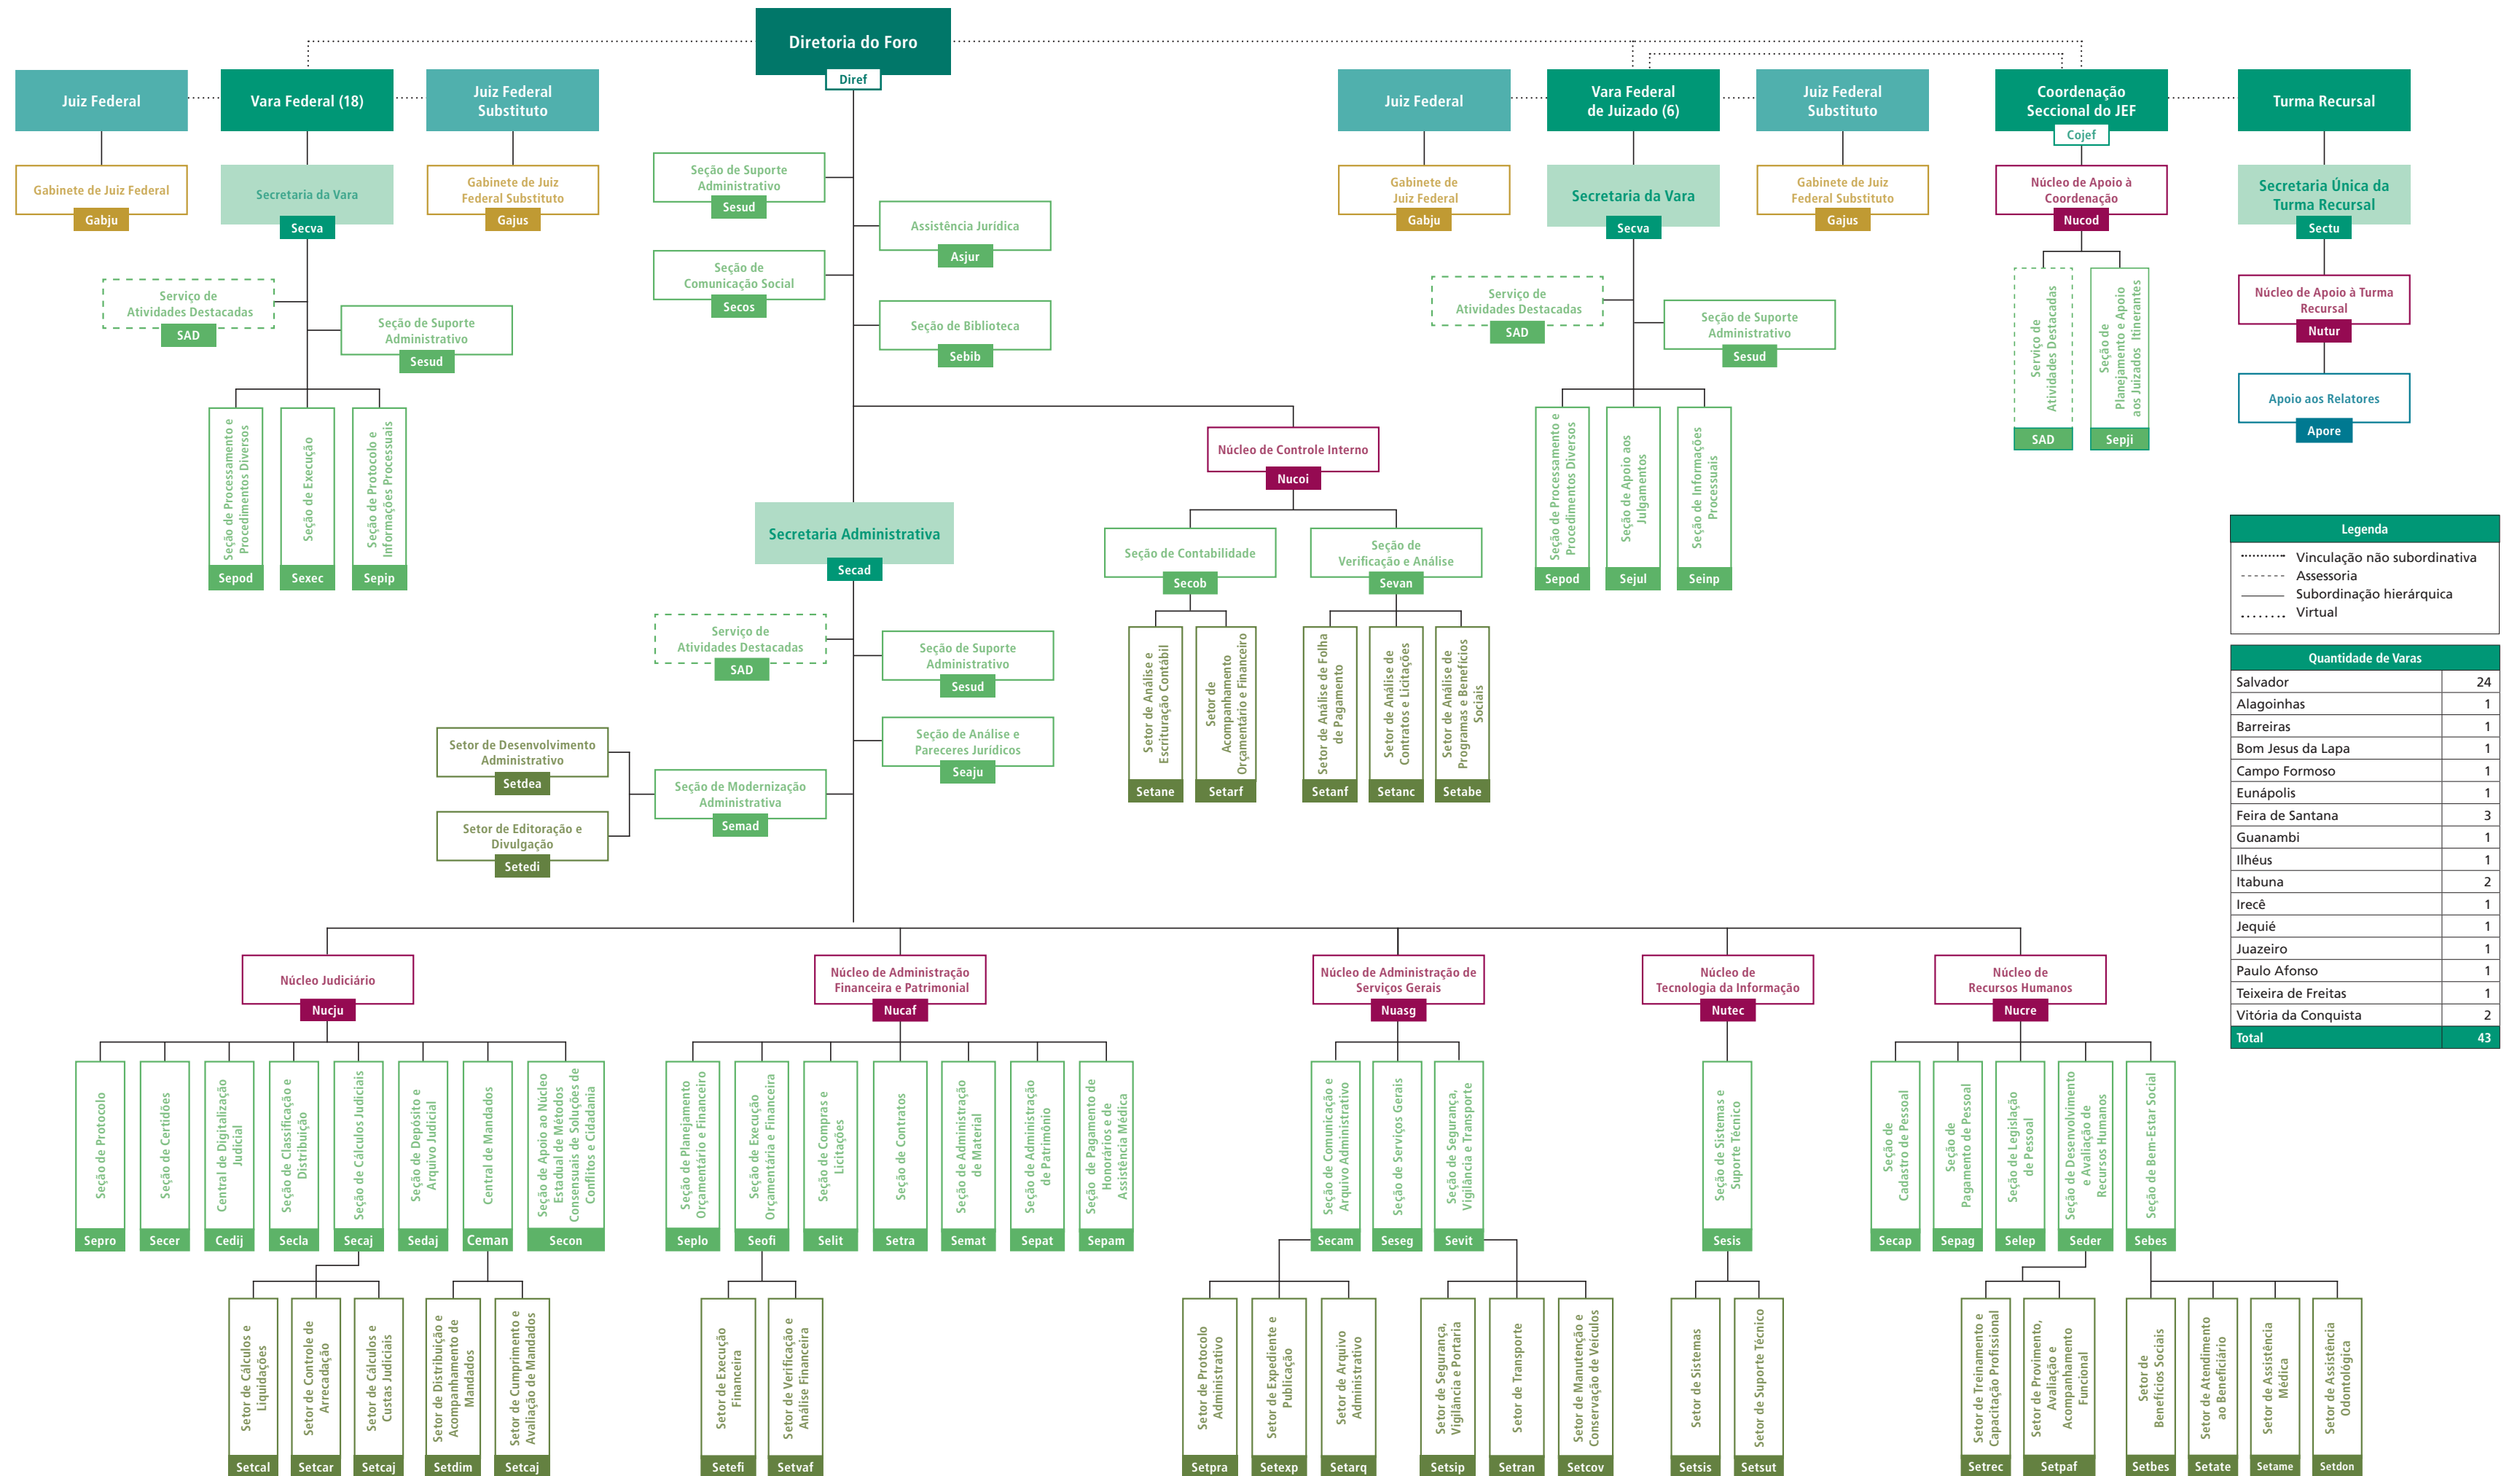 Diretoria do Foro
Diref
Juiz Federal
Gabinete de Juiz Federal
Gabju
Vara Federal (18)
Secretaria da Vara
Secva
Juiz Federal
Substituto
Gabinete de Juiz
Federal Substituto
Gajus
Serviço de
Atividades Destacadas
SAD
Seção de Suporte
Administrativo
Sesud
Seção de Processamento e
Procedimentos Diversos
Sepod
Seção de Execução
Sexec
Seção de Protocolo e
Informações Processuais
Sepip
Seção de Suporte
Administrativo
Sesud
Assistência Jurídica
Asjur
Seção de
Comunicação Social
Secos
Seção de Biblioteca
Sebib
Juiz Federal
Gabinete de
Juiz Federal
Gabju
Vara Federal
de Juizado (6)
Secretaria da Vara
Secva
Juiz Federal
Substituto
Gabinete de Juiz
Federal Substituto
Gajus
Serviço de
Atividades Destacadas
SAD
Seção de Suporte
Administrativo
Sesud
Seção de Processamento e
Procedimentos Diversos
Sepod
Seção de Apoio aos
Julgamentos
Sejul
Seção de Informações
Processuais
Seinp
Coordenação
Seccional do JEF
Cojef
Núcleo de Apoio à
Coordenação
Nucod
Serviço de
Atividades Destacadas
SAD
Seção de
Planejamento e Apoio
aos Juizados Itinerantes
Sepji
Turma Recursal
Secretaria Única da
Turma Recursal
Sectu
Núcleo de Apoio à Turma
Recursal
Nutur
Apoio aos Relatores
Apore
Núcleo de Controle Interno
Nucoi
Seção de Contabilidade
Secob
Seção de
Verificação e Análise
Sevan
Setor de Análise e
Escrituração Contábil
Setane
Setor de
Acompanhamento
Orçamentário e Financeiro
Setarf
Setor de Análise de Folha
de Pagamento
Setanf
Setor de Análise de
Contratos e Licitações
Setanc
Setor de Análise de
Programas e Benefícios
Sociais
Setabe
Secretaria Administrativa
Secad
Serviço de
Atividades Destacadas
SAD
Seção de Suporte
Administrativo
Sesud
Seção de Análise e
Pareceres Jurídicos
Seaju
Setor de Desenvolvimento
Administrativo
Setdea
Seção de Modernização
Administrativa
Semad
Setor de Editoração e
Divulgação
Setedi
Legenda
Vinculação não subordinativa
Assessoria
Subordinação hierárquica
Virtual
Quantidade de Varas
Salvador 24
Alagoinhas 1
Barreiras 1
Bom Jesus da Lapa 1
Campo Formoso 1
Eunápolis 1
Feira de Santana 3
Guanambi 1
Ilhéus 1
Itabuna 2
Irecê 1
Jequié 1
Juazeiro 1
Paulo Afonso 1
Teixeira de Freitas 1
Vitória da Conquista 2
Total 43
Núcleo Judiciário
Nucju
Núcleo de Administração
Financeira e Patrimonial
Nucaf
Núcleo de Administração de
Serviços Gerais
Nuasg
Núcleo de
Tecnologia da Informação
Nutec
Núcleo de
Recursos Humanos
Nucre
Seção de Protocolo
Sepro
Seção de Certidões
Secer
Central de Digitalização
Judicial
Cedij
Seção de Classificação e
Distribuição
Secla
Seção de Cálculos Judiciais
Secaj
Seção de Depósito e
Arquivo Judicial
Sedaj
Central de Mandados
Ceman
Seção de Apoio ao Núcleo
Estadual de Métodos
Consensuais de Soluções de
Conflitos e Cidadania
Secon
Seção de Planejamento
Orçamentário e Financeiro
Seplo
Seção de Execução
Orçamentária e Financeira
Seofi
Seção de Compras e
Licitações
Selit
Seção de Contratos
Setra
Seção de Administração
de Material
Semat
Seção de Administração
de Patrimônio
Sepat
Seção de Pagamento de
Honorários e de
Assistência Médica
Sepam
Seção de Comunicação e
Arquivo Administrativo
Secam
Seção de Serviços Gerais
Seseg
Seção de Segurança,
Vigilância e Transporte
Sevit
Seção de Sistemas e
Suporte Técnico
Sesis
Seção de
Cadastro de Pessoal
Secap
Seção de
Pagamento de Pessoal
Sepag
Seção de Legislação
de Pessoal
Selep
Seção de Desenvolvimento
e Avaliação de
Recursos Humanos
Seder
Seção de Bem-Estar Social
Sebes
Setor de Cálculos e
Liquidações
Setcal
Setor de Controle de
Arrecadação
Setcar
Setor de Cálculos e
Custas Judiciais
Setcaj
Setor de Distribuição e
Acompanhamento de
Mandados
Setdim
Setor de Cumprimento e
Avaliação de Mandados
Setcaj
Setor de Execução
Financeira
Setefi
Setor de Verificação e
Análise Financeira
Setvaf
Setor de Protocolo
Administrativo
Setpra
Setor de Expediente e
Publicação
Setexp
Setor de Arquivo
Administrativo
Setarq
Setor de Segurança,
Vigilância e Portaria
Setsip
Setor de Transporte
Setran
Setor de Manutenção e
Conservação de Veículos
Setcov
Setor de Sistemas
Setsis
Setor de Suporte Técnico
Setsut
Setor de Treinamento e
Capacitação Profissional
Setrec
Setor de Provimento,
Avaliação e
Acompanhamento
Funcional
Setpaf
Setor de
Benefícios Sociais
Setbes
Setor de Atendimento
ao Beneficiário
Setate
Setor de Assistência
Médica
Setame
Setor de Assistência
Odontológica
Setdon